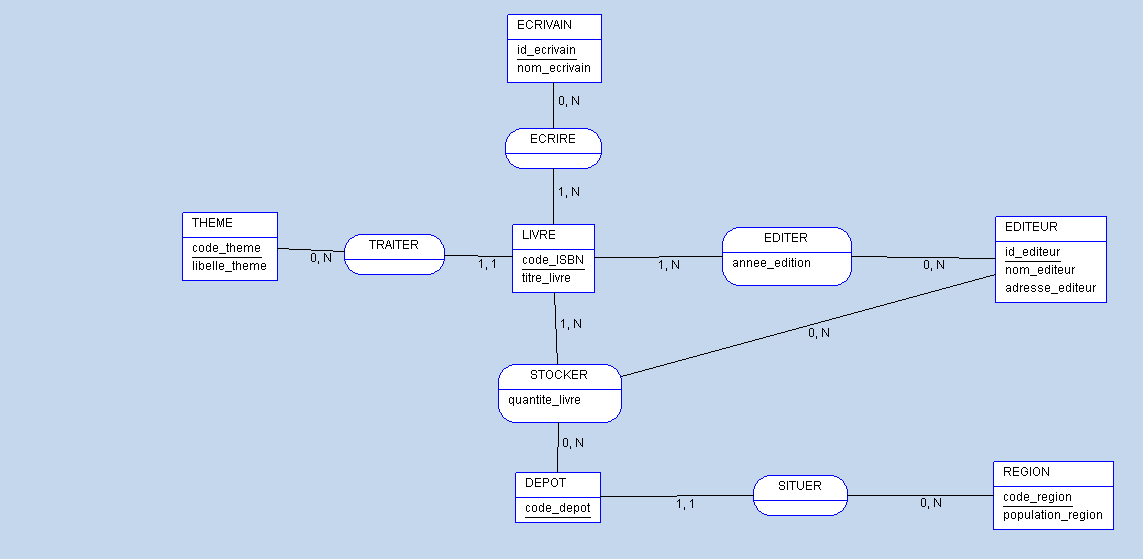 ECRIVAIN
id_ecrivain
nom_ecrivain
0, N
ECRIRE
1, N
THEME
code_theme
libelle_theme
0, N
TRAITER
1, 1
LIVRE
code_ISBN
titre_livre
1, N
EDITER
annee_edition
0, N
EDITEUR
id_editeur
nom_editeur
adresse_editeur
1, N
0, N
STOCKER
quantite_livre
0, N
DEPOT
code_depot
1, 1
SITUER
0, N
REGION
code_region
population_region